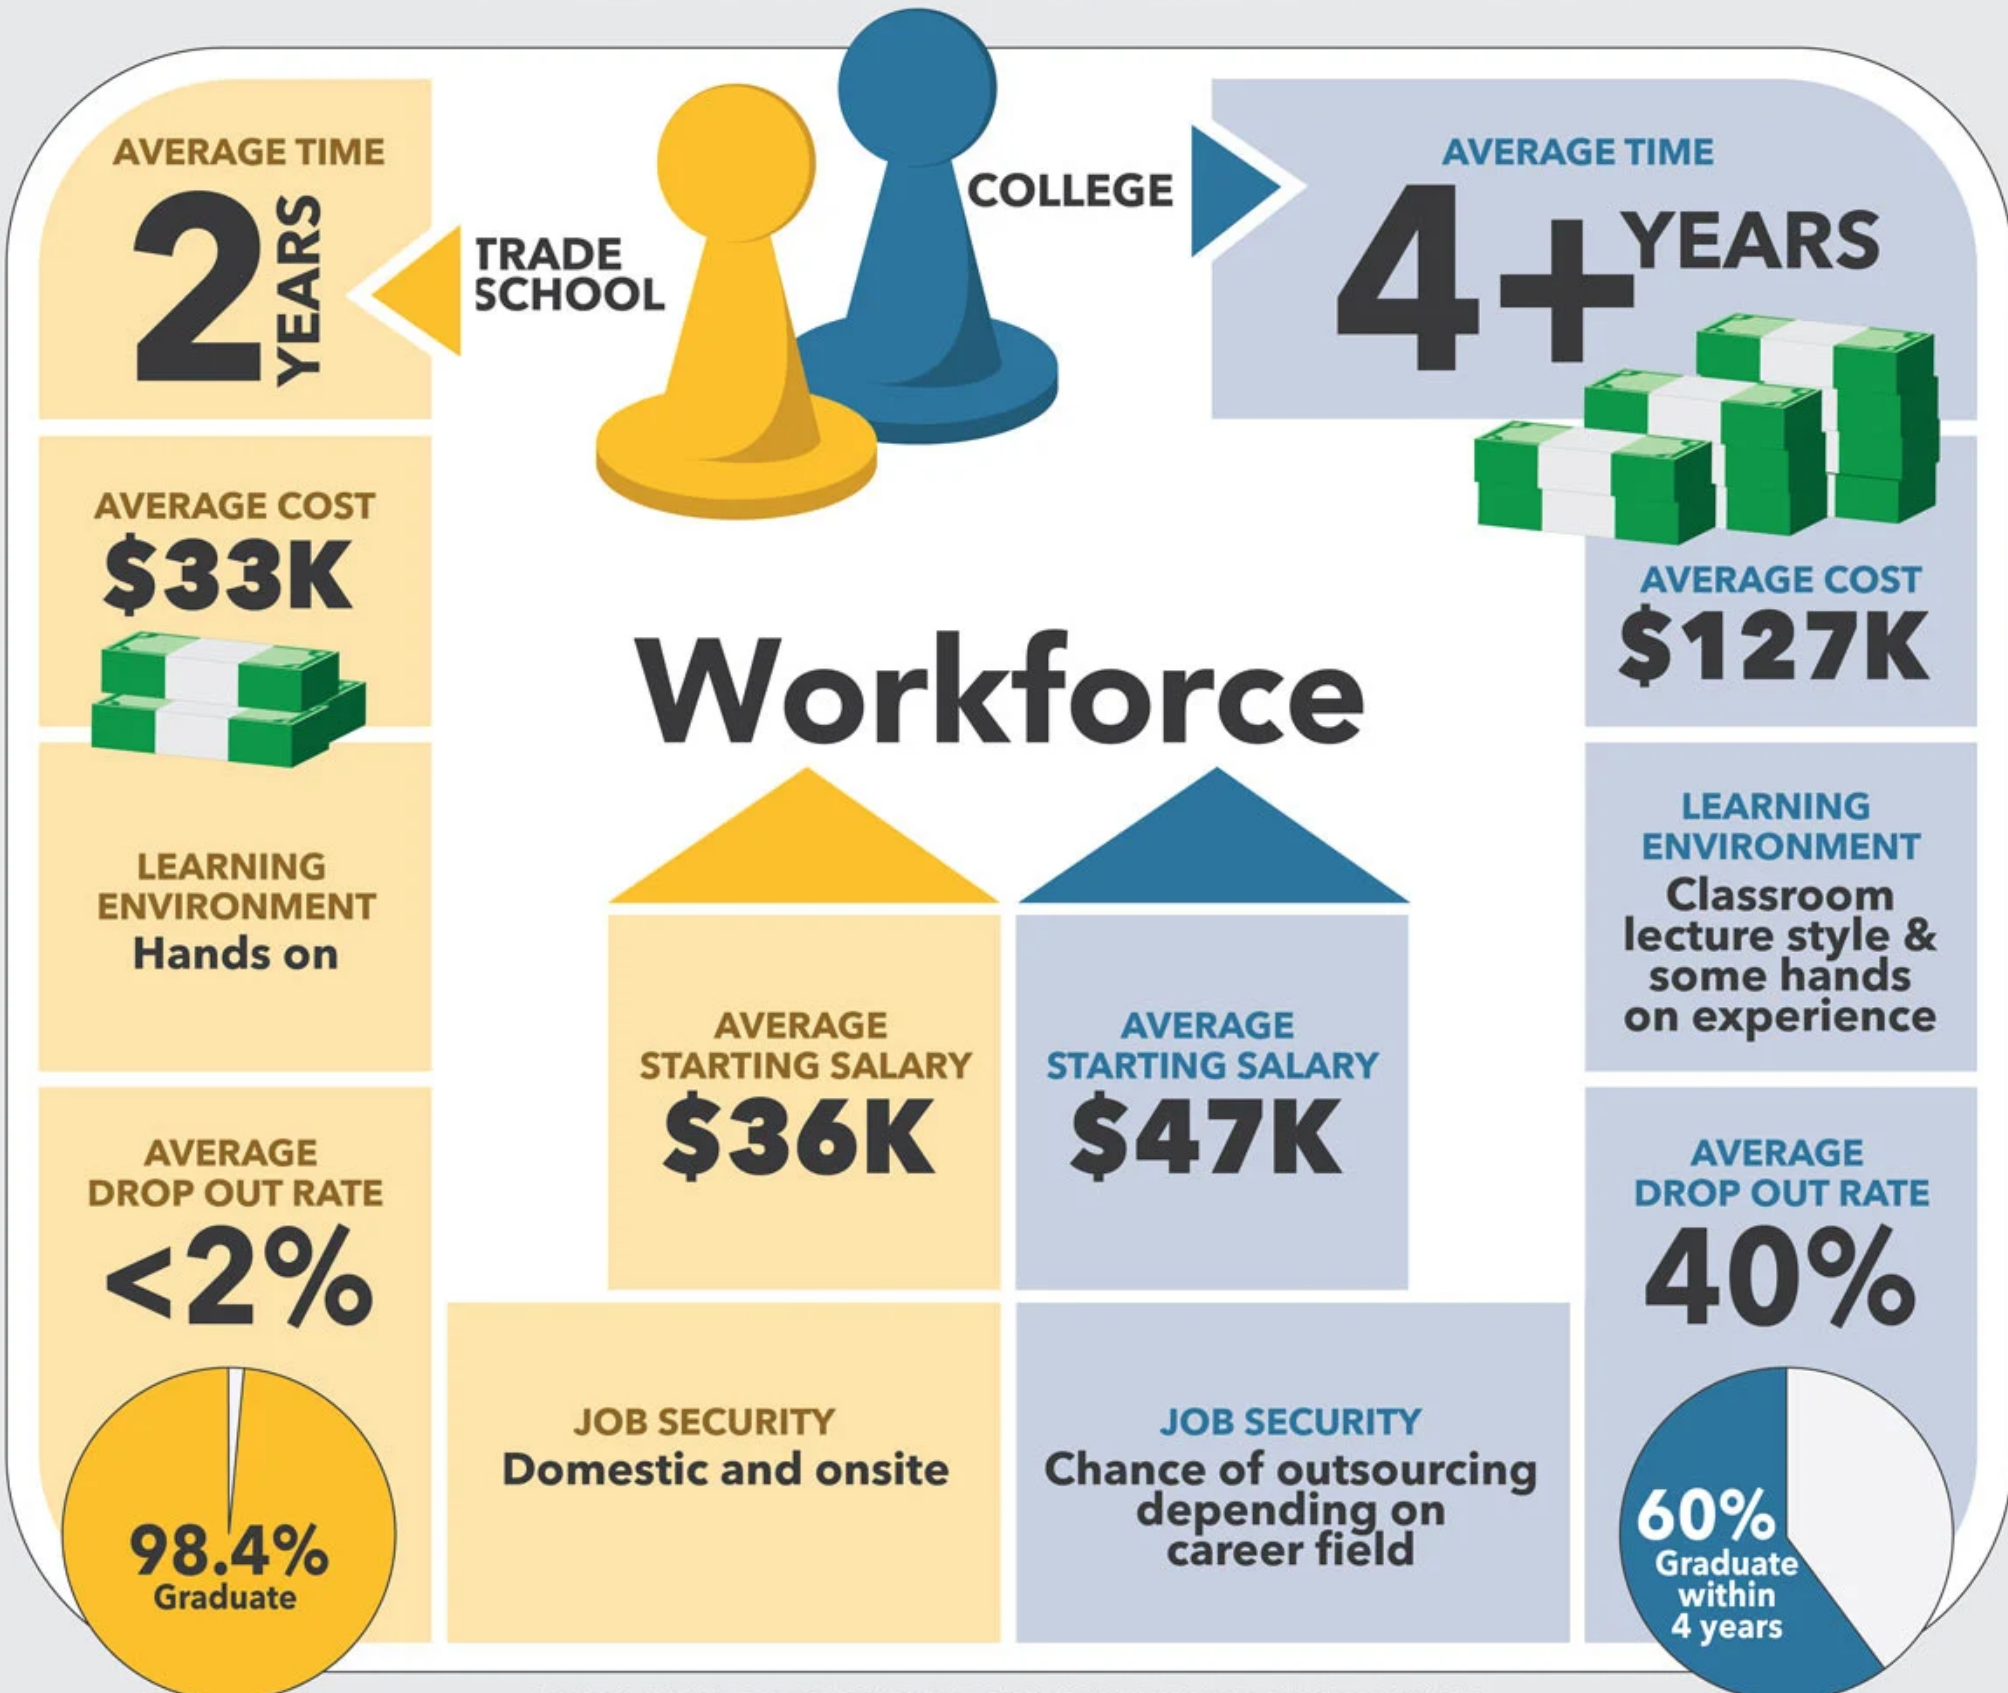 COLLEGE
TRADE
SCHOOL
AVERAGE TIME
2
YEARS
AVERAGE COST
$33K
LEARNING
ENVIRONMENT
Hands on
AVERAGE
DROP OUT RATE
<2%
98.4%
Graduate
AVERAGE TIME
4+ YEARS
AVERAGE COST
$127K
LEARNING
ENVIRONMENT
Classroom
lecture style &
some hands
on experience
AVERAGE
DROP OUT RATE
40%
60%
Graduate
within
4 years
Workforce
AVERAGE
STARTING SALARY
$36K
AVERAGE
STARTING SALARY
$47K
JOB SECURITY
Domestic and onsite
JOB SECURITY
Chance of outsourcing
depending on
career field